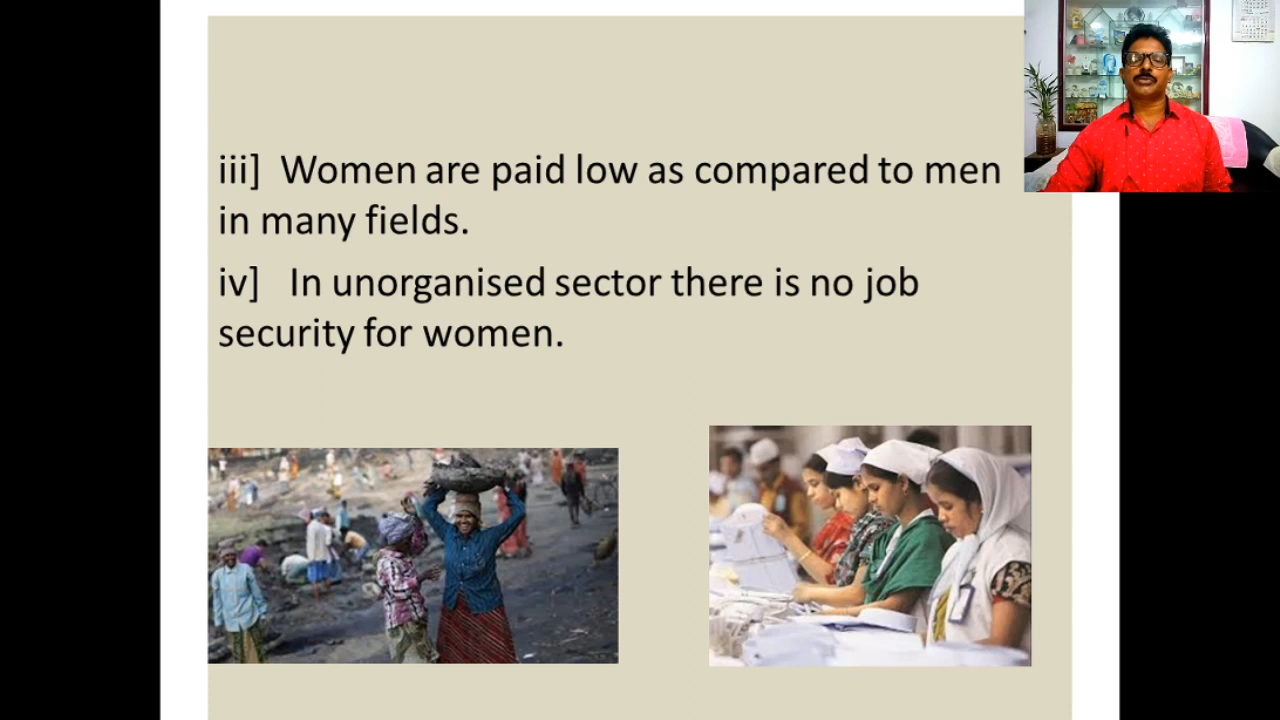 iii] Women are paid low as compared to men
in many fields.
iv] In unorganised sector there is no job
security for women.